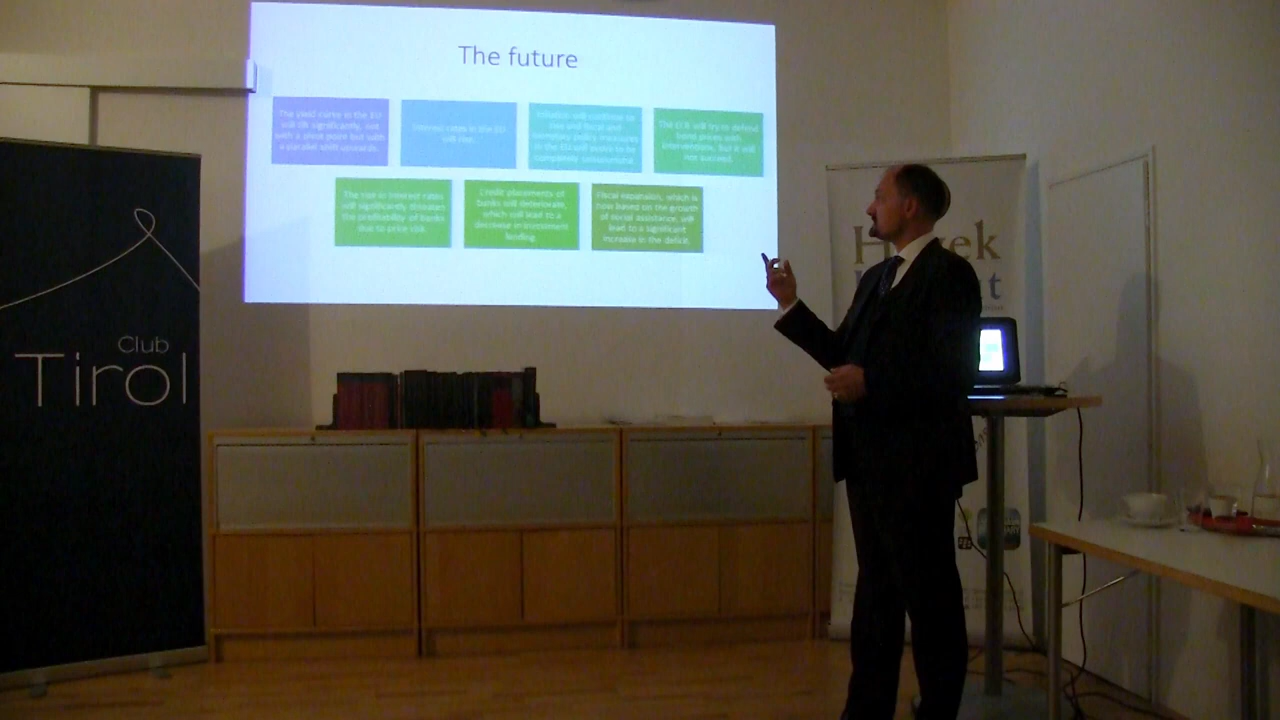 The future
The yield curve in the EU
will tilt significantly, not
with a pivot point but with
a parallel shift upwards.
Interest rates in the EU
will rise.
Inflation will continue to
rise and fiscal and
monetary policy measures
in the EU will prove to be
completely
The ECB will try to defend
bond prices with
interventions. But it will
not succeed.
The rise in interest rates
will significantly threaten
the profitability of banks
due to price risk.
Credit placements of
banks will deteriorate,
which will lead to a
decrease in investment
lending.
Fiscal expansion, which is
now based on the growth
of social assistance, will
lead to a significant
increase in the deficit.
Club
Tirol
H ek
t